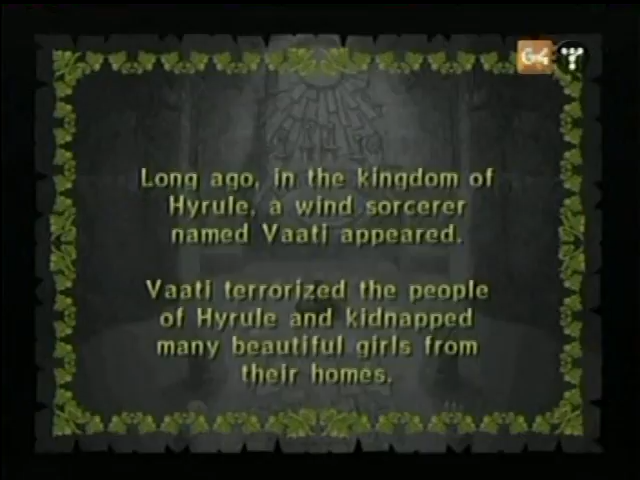 G4
Long ago, in the kingdom of
Hyrule, a wind sorcerer
named Vaati appeared.
Vaati terrorized the people
of Hyrule and kidnapped
many beautiful girls from
their homes.